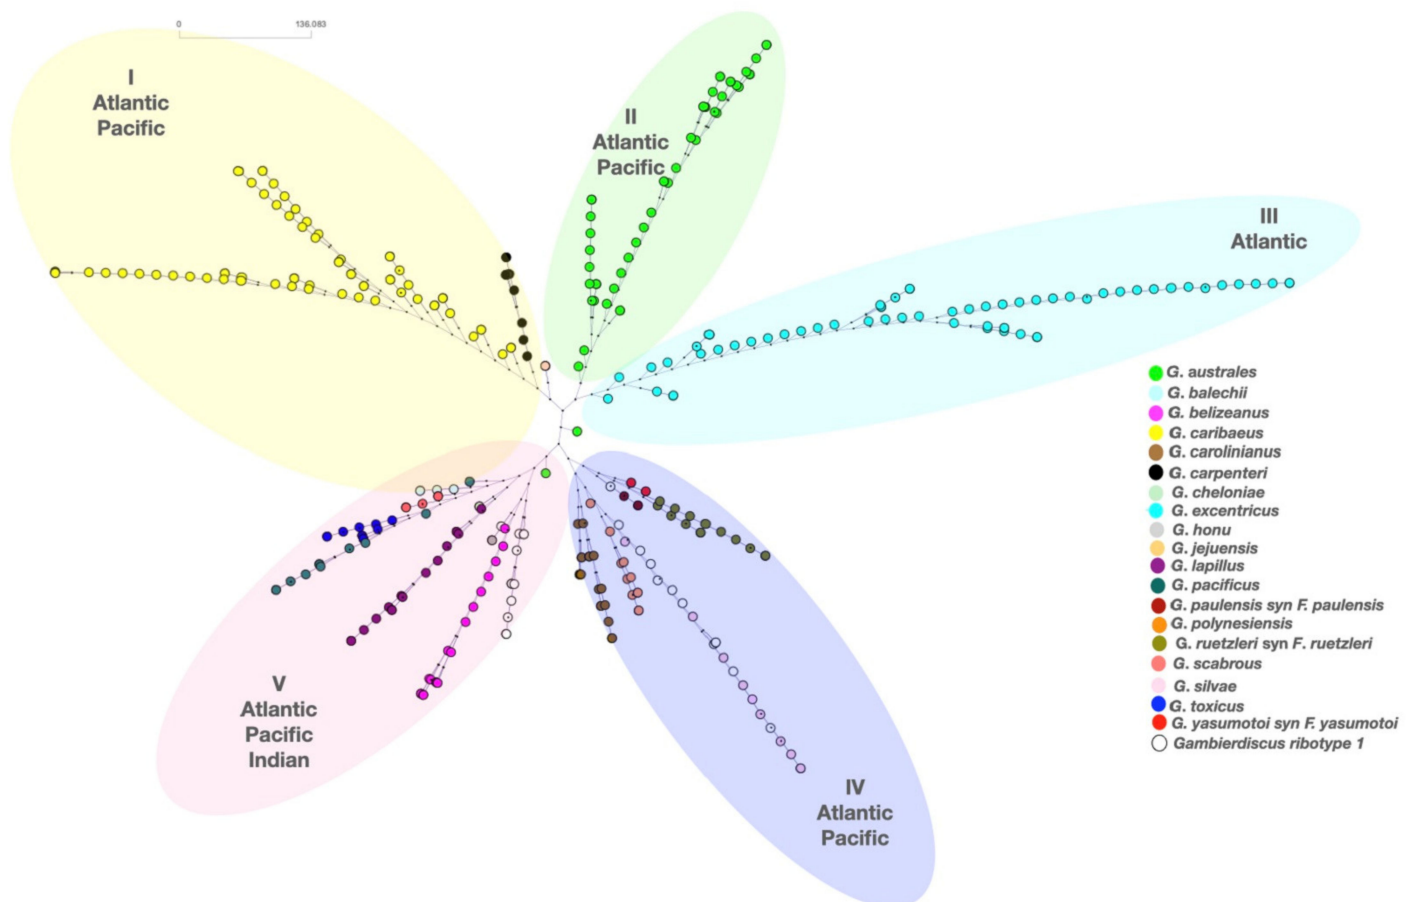 0 136.083
I
Atlantic
Pacific
II
Atlantic
Pacific
III
Atlantic
G. australes
G. balechii
G. belizeanus
G. caribaeus
G. carolinianus
G. carpenteri
G. cheloniae
G. excentricus
G. honu
G. jejuensis
G. lapillus
G. pacificus
G. paulensis syn F. paulensis
G. polynesiensis
G. ruetzleri syn F. ruetzleri
G. scabrous
G. silvae
G. toxicus
G. yasumotoi syn F. yasumotoi
Gambierdiscus ribotype 1
V
Atlantic
Pacific
Indian
IV
Atlantic
Pacific